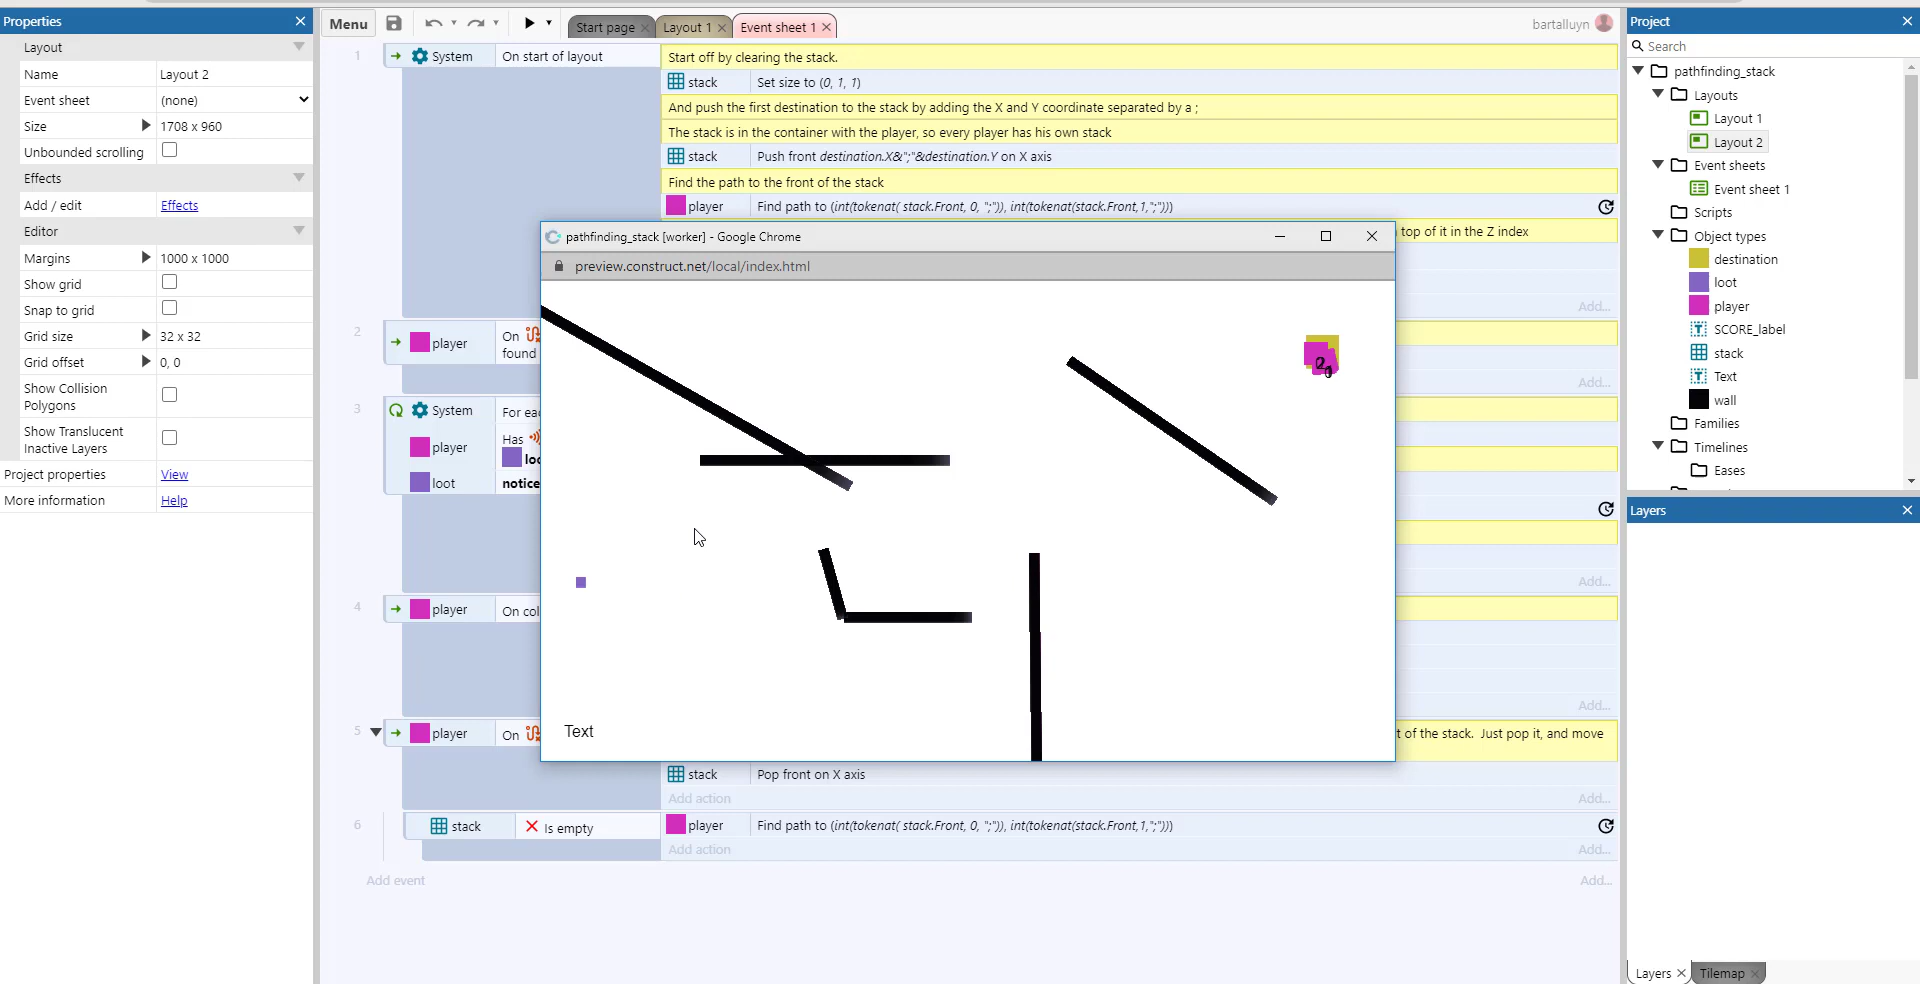 Properties
Layout
Name Layout 2
Event sheet (none)
Size 1708 x 960
Unbounded scrolling
Effects
Add / edit Effects
Editor
Margins 1000 x 1000
Show grid
Snap to grid
Grid size 32 x 32
Grid offset 0, 0
Show Collision
Polygons
Show Translucent
Inactive Layers
Project properties View
More information Help
Menu
Start page
Layout 1
Event sheet 1
bartalluyn
1 System On start of layout
Start off by clearing the stack.
stack Set size to (0, 1, 1)
And push the first destination to the stack by adding the X and Y coordinate separated by a ;
The stack is in the container with the player, so every player has his own stack
stack Push front destination.X&";"&destination.Y on X axis
Find the path to the front of the stack
player Find path to (int(tokenat( stack.Front, 0, ";")), int(tokenat(stack.Front,1,";")))
top of it in the Z index
Add...
2 player On
found
Add...
3 System For eac
player Has
loo
loot notice
Add...
4 player On col
Add...
5 player On
t of the stack. Just pop it, and move
stack Pop front on X axis
Add action Add...
6 stack Is empty
player Find path to (int(tokenat( stack.Front, 0, ";")), int(tokenat(stack.Front,1,";")))
Add action Add...
Add event Add...
pathfinding_stack [worker] - Google Chrome
preview.construct.net/local/index.html
2
Text
Project
Search
pathfinding_stack
Layouts
Layout 1
Layout 2
Event sheets
Event sheet 1
Scripts
Object types
destination
loot
player
SCORE_label
stack
Text
wall
Families
Timelines
Eases
Layers
Layers
Tilemap